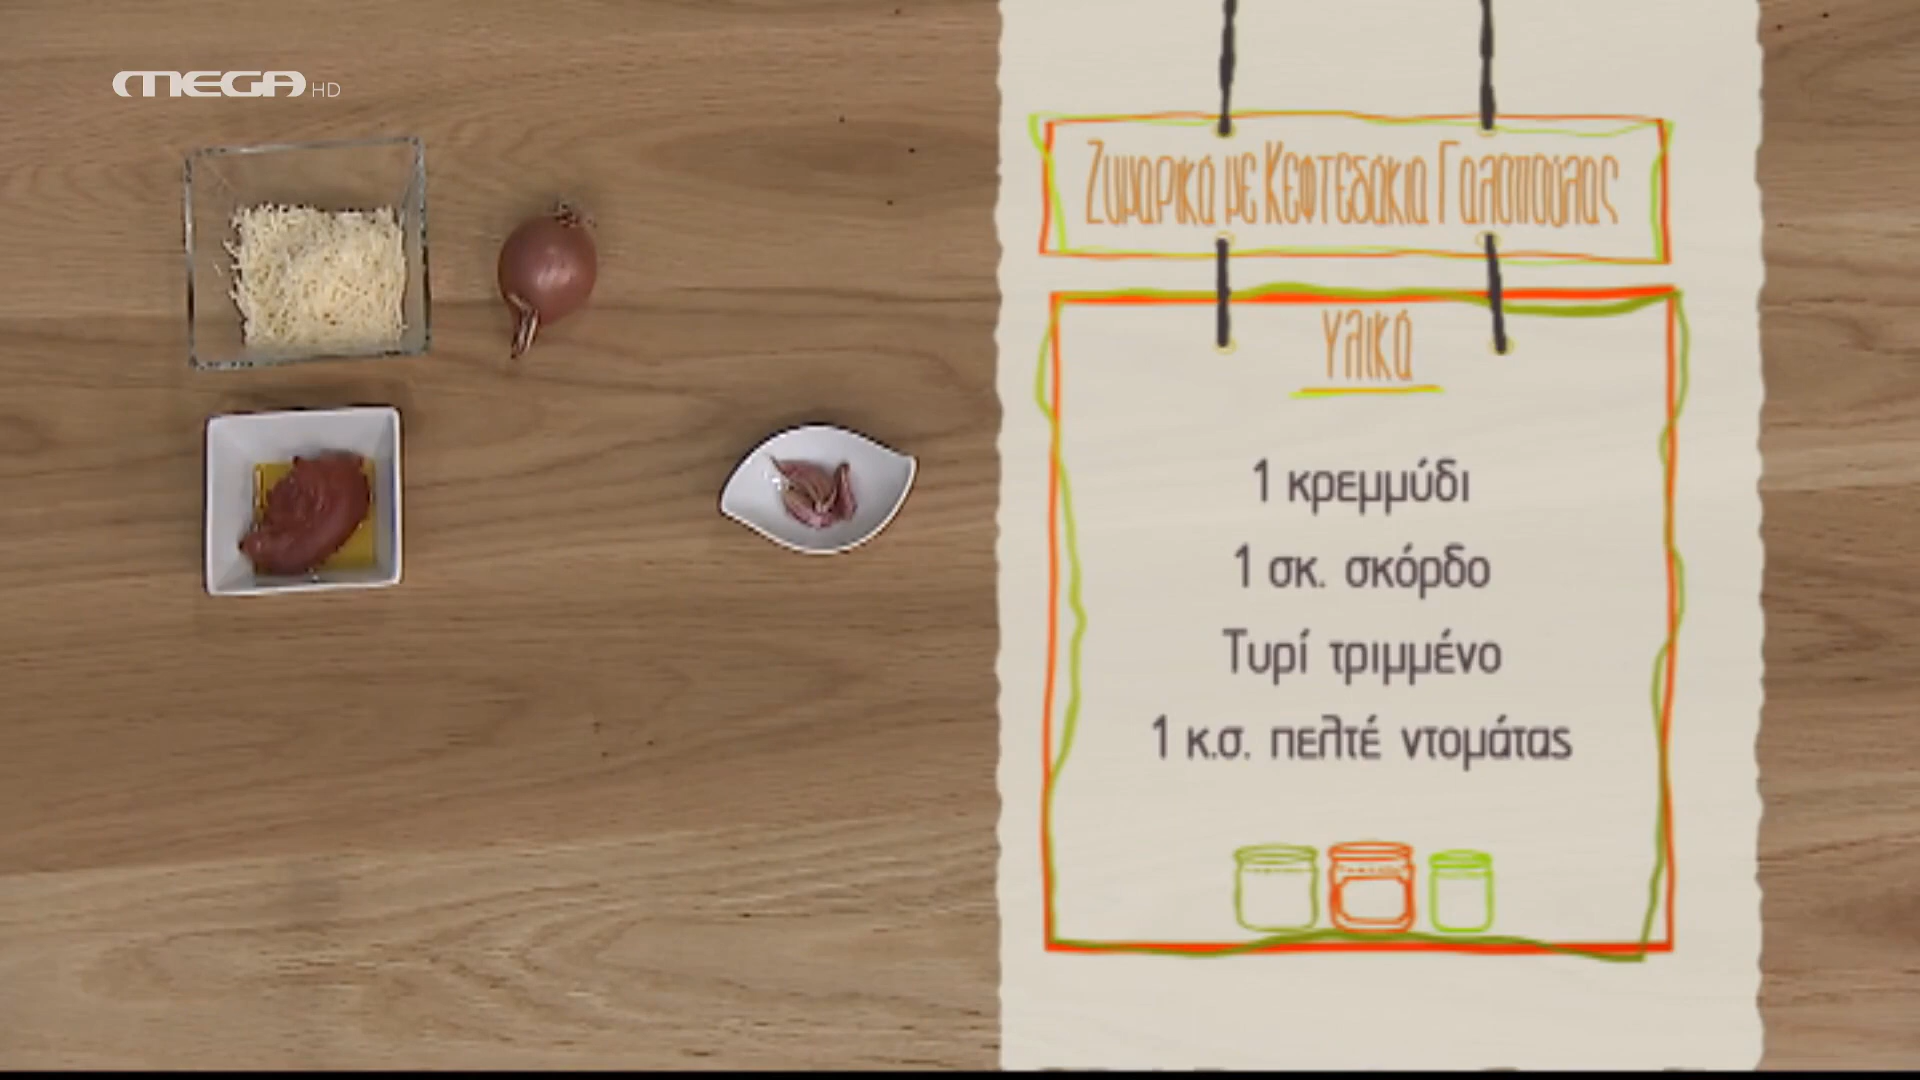 MEGA HD
Ζυμαρικά με Κεφτεδάκια Γαλοπούλας
Υλικά
1 κρεμμύδι
1 σκ. σκόρδο
Τυρί τριμμένο
1 κ.σ. πελτέ ντομάτας